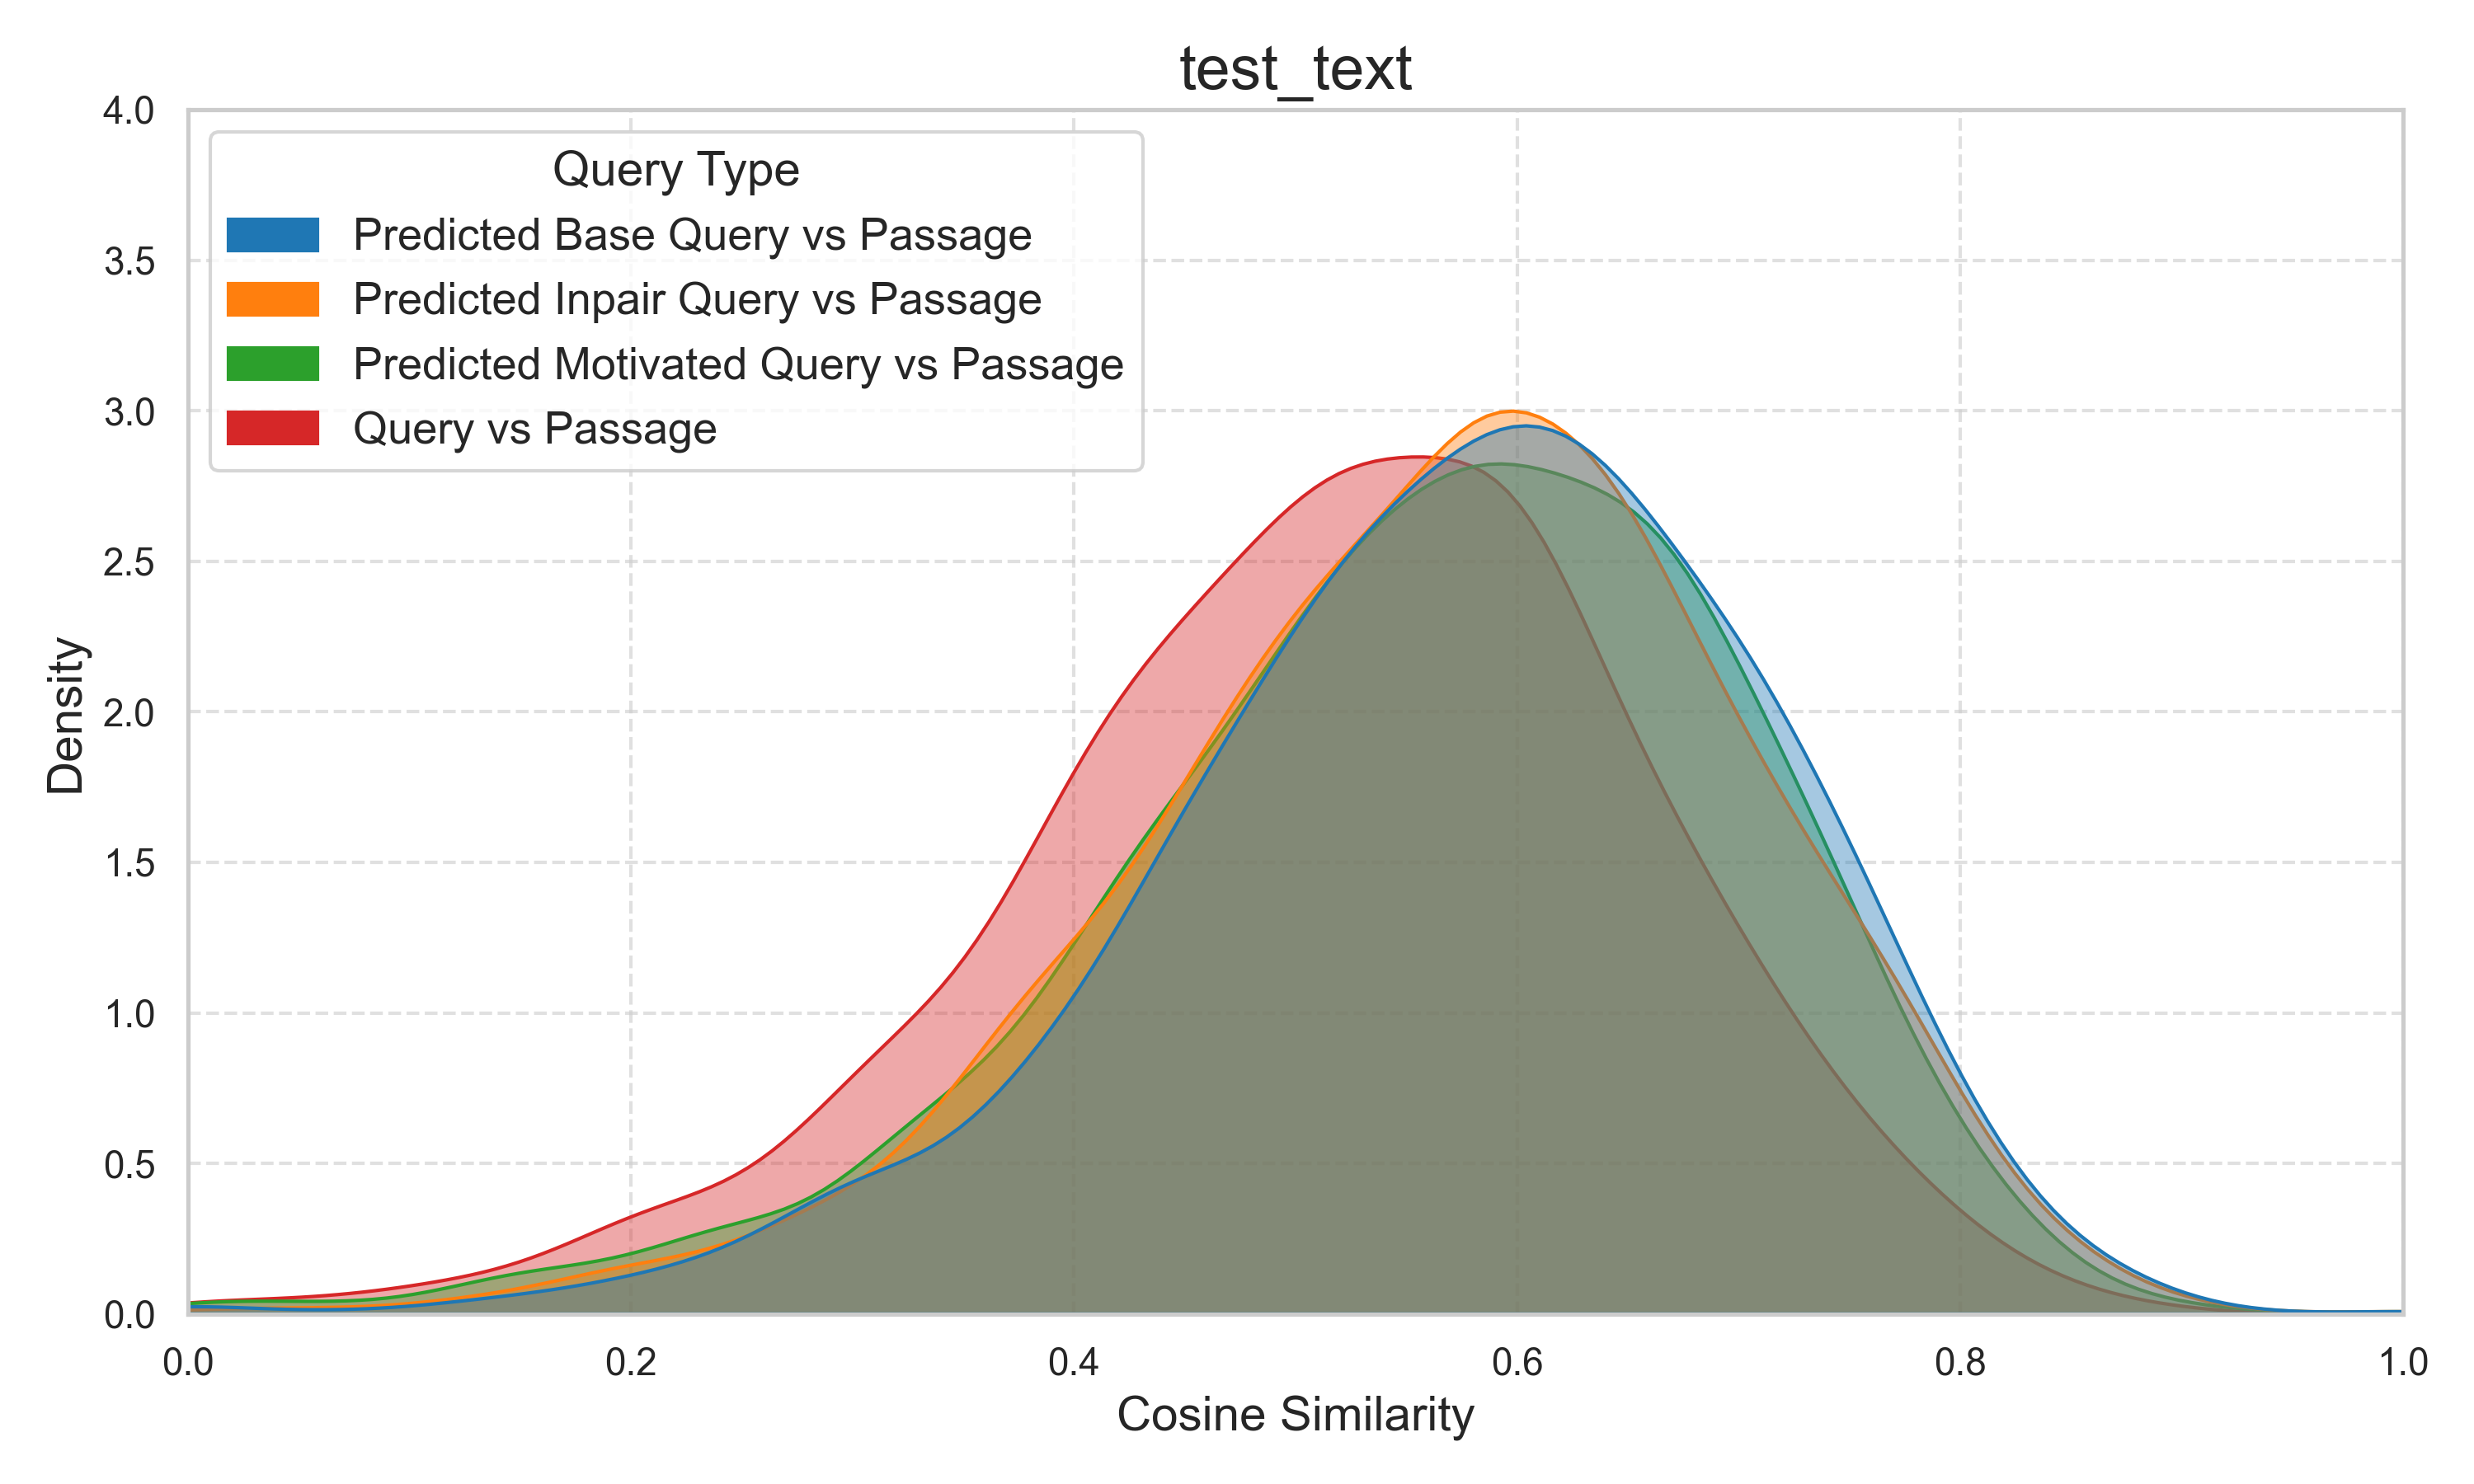 test_text
4.0
3.5
3.0
2.5
2.0
1.5
1.0
0.5
0.0
Density
Query Type
Predicted Base Query vs Passage
Predicted Inpair Query vs Passage
Predicted Motivated Query vs Passage
Query vs Passage
0.0 0.2 0.4 0.6 0.8 1.0
Cosine Similarity